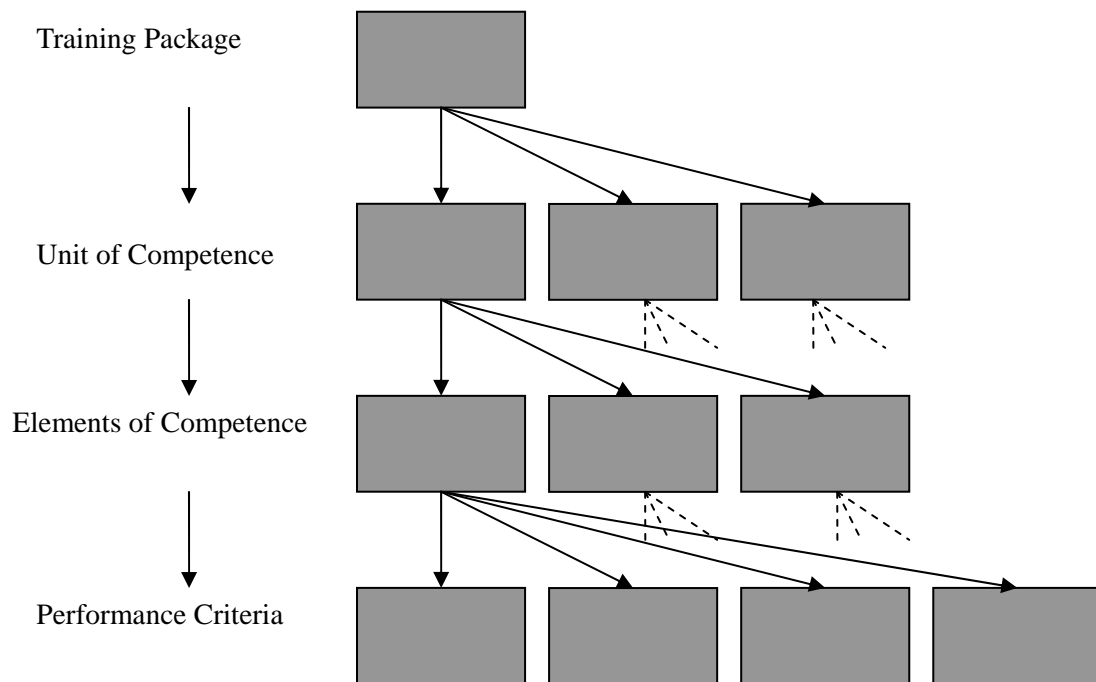 Training Package
Unit of Competence
Elements of Competence
Performance Criteria